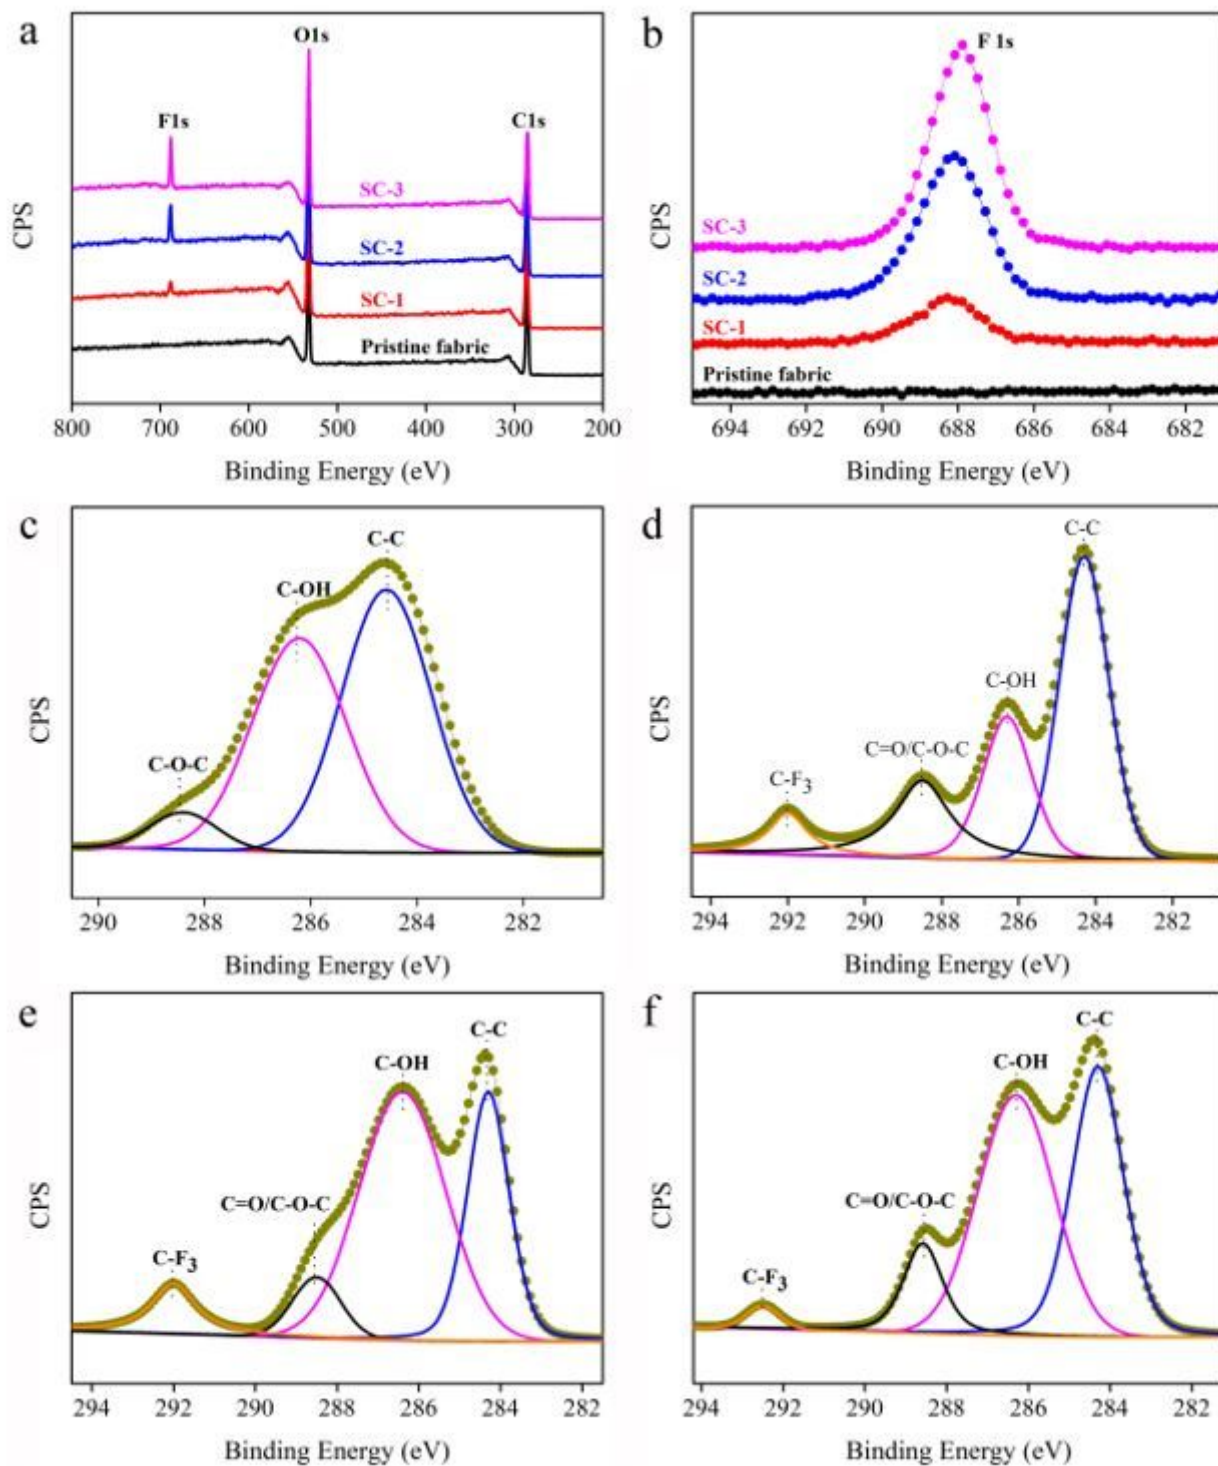 a
O1s
F1s
C1s
SC-3
SC-2
SC-1
Pristine fabric
CPS
800 700 600 500 400 300 200
Binding Energy (eV)
b
F 1s
SC-3
SC-2
SC-1
Pristine fabric
CPS
694 692 690 688 686 684 682
Binding Energy (eV)
c
C-C
C-OH
C-O-C
CPS
290 288 286 284 282
Binding Energy (eV)
d
C-C
C-OH
C=O/C-O-C
C-F3
CPS
294 292 290 288 286 284 282
Binding Energy (eV)
e
C-C
C-OH
C=O/C-O-C
C-F3
CPS
294 292 290 288 286 284 282
Binding Energy (eV)
f
C-C
C-OH
C=O/C-O-C
C-F3
CPS
294 292 290 288 286 284 282
Binding Energy (eV)